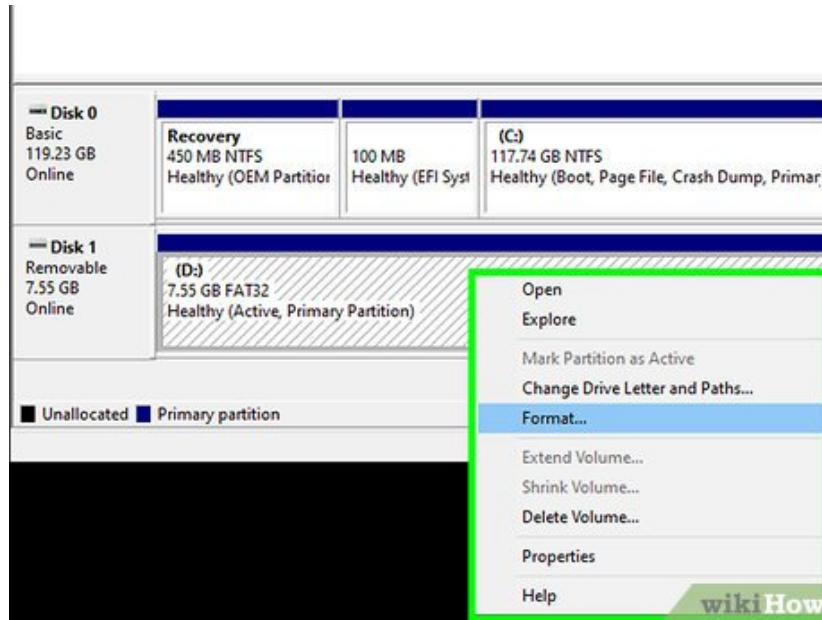 Disk 0
Basic
119.23 GB
Online
Recovery
450 MB NTFS
Healthy (OEM Partition
100 MB
Healthy (EFI Syst
(C:)
117.74 GB NTFS
Healthy (Boot, Page File, Crash Dump, Primar
Disk 1
Removable
7.55 GB
Online
(D:)
7.55 GB FAT32
Healthy (Active, Primary Partition)
Unallocated Primary partition
Open
Explore
Mark Partition as Active
Change Drive Letter and Paths...
Format...
Extend Volume...
Shrink Volume...
Delete Volume...
Properties
Help
wikiHow